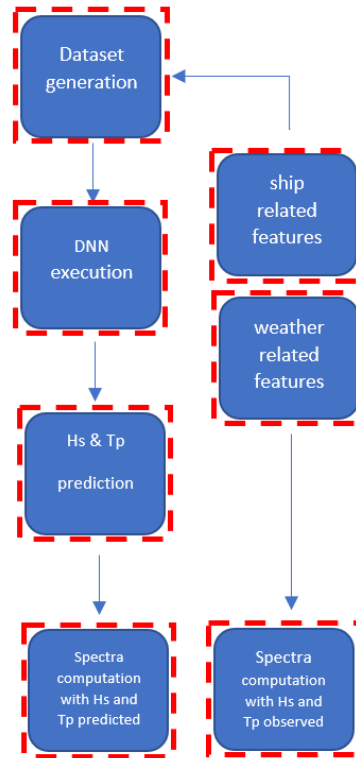 Dataset
generation
ship
related
features
DNN
execution
weather
related
features
Hs & Tp
prediction
Spectra
computation
with Hs and
Tp predicted
Spectra
computation
with Hs and
Tp observed